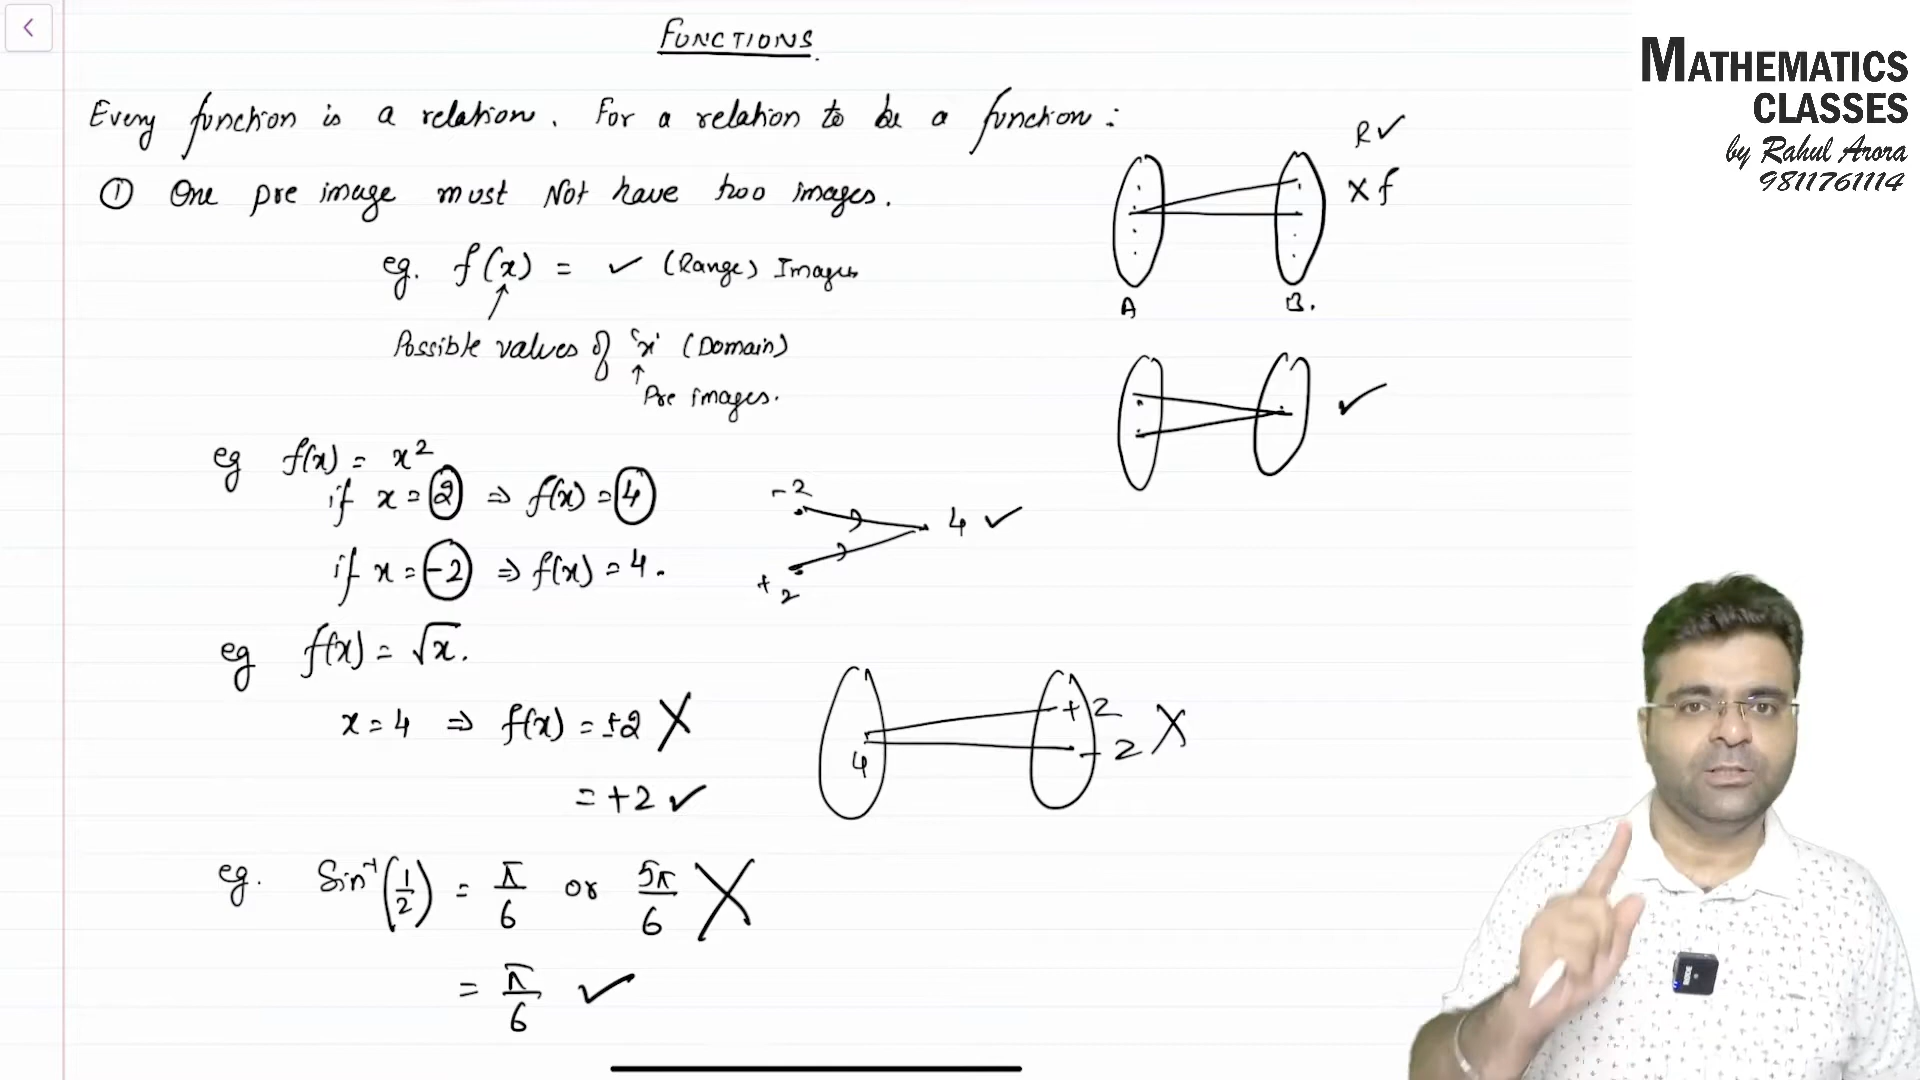 FUNCTIONS.
Every function is a relation. For a relation to be a function :
① One pre image must Not have two images.
eg. f(x) = ✓ (Range) Images
Possible values of 'x' (Domain)
↑
Pre images.
eg f(x) = x²
if x = 2 ⇒ f(x) = 4
if x = -2 ⇒ f(x) = 4.
eg f(x) = √x.
x = 4 ⇒ f(x) = ±2 X
= +2 ✓
eg. Sin⁻¹(1/2) = π/6 or 5π/6 X
= π/6 ✓
R ✓
X f
A B.
✓
-2
4 ✓
+2
+2
4 -2 X
MATHEMATICS
CLASSES
by Rahul Arora
9811761114